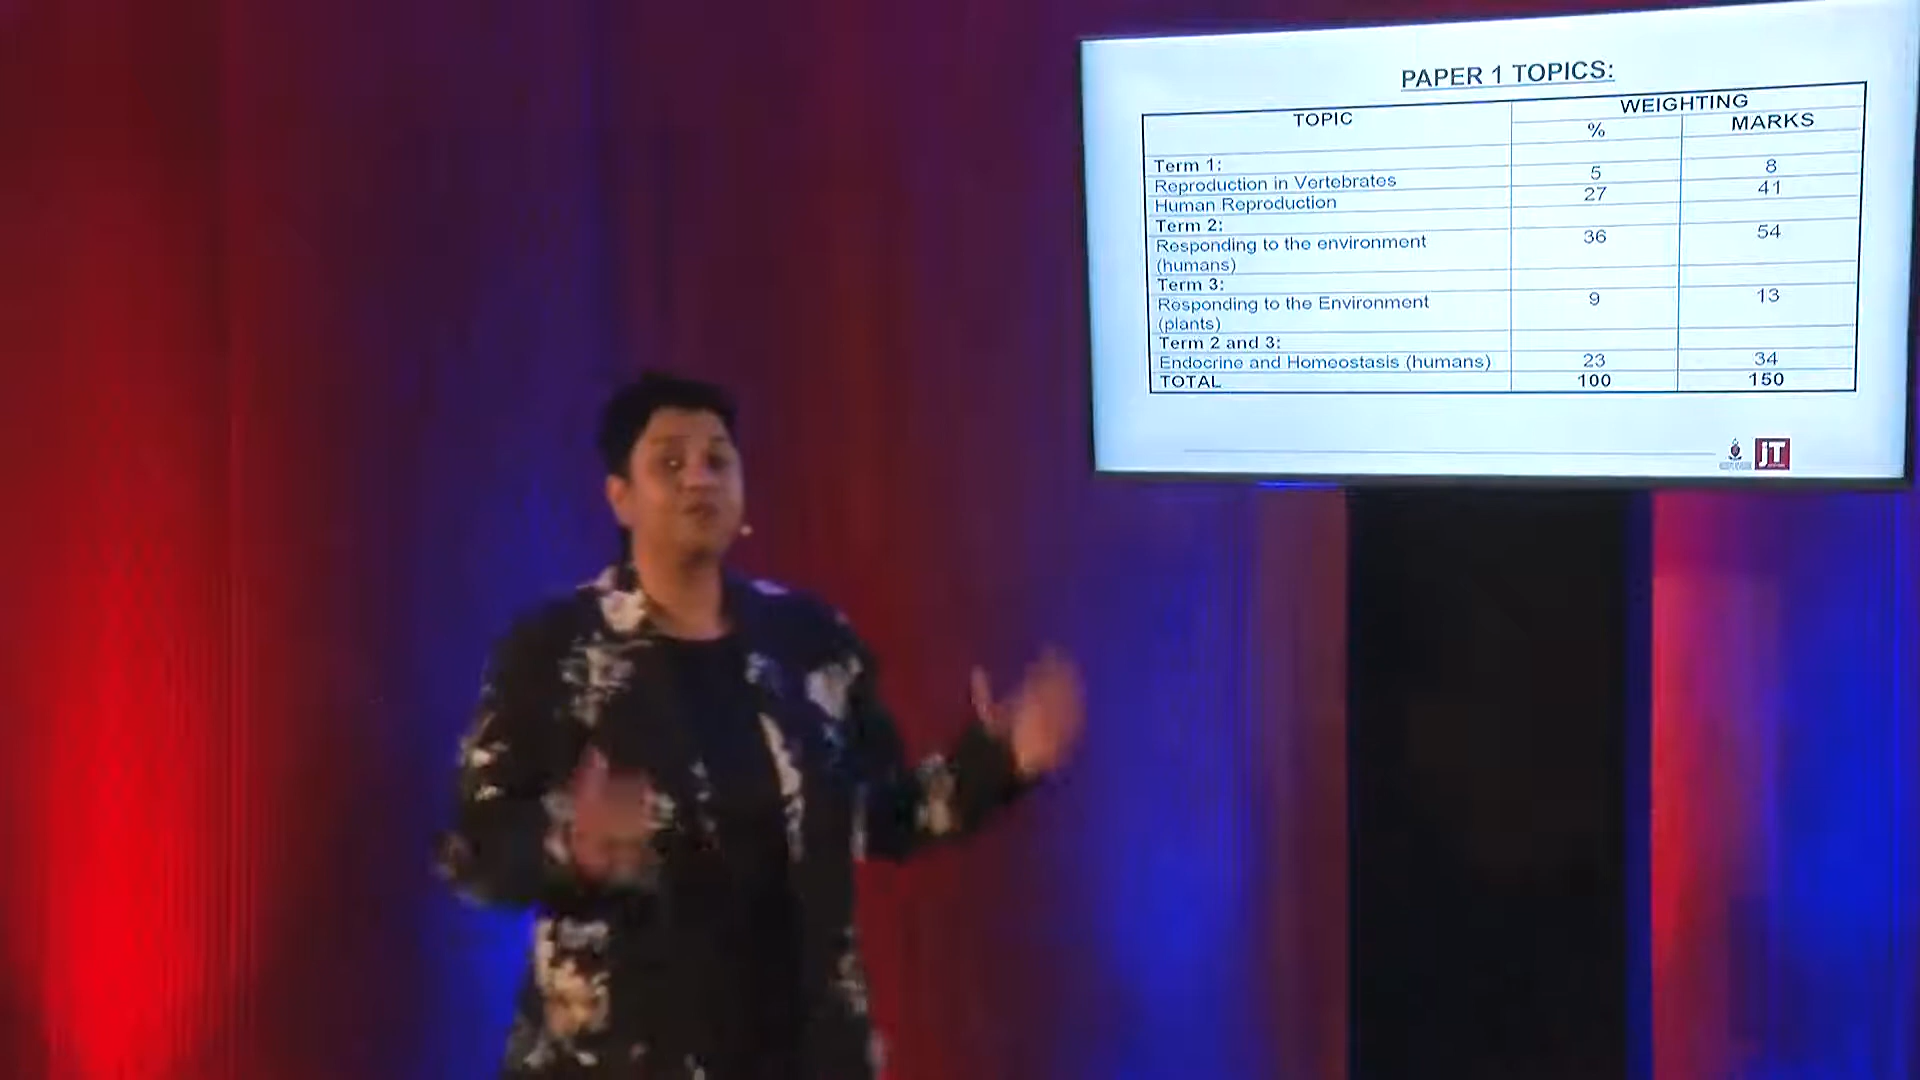 PAPER 1 TOPICS:
TOPIC
WEIGHTING
%
MARKS
Term 1:
Reproduction in Vertebrates
5
8
Human Reproduction
27
41
Term 2:
Responding to the environment
(humans)
36
54
Term 3:
Responding to the Environment
(plants)
9
13
Term 2 and 3:
Endocrine and Homeostasis (humans)
23
34
TOTAL
100
150
jT